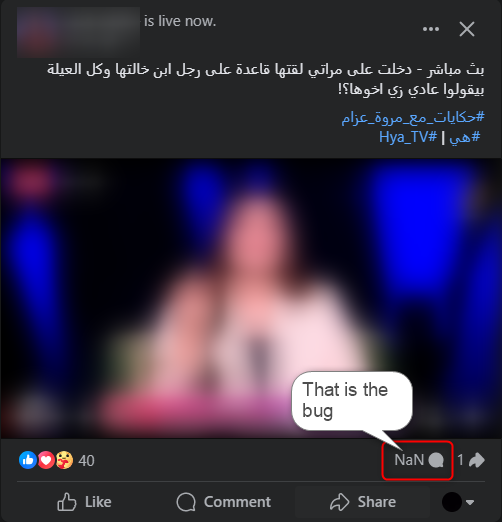 is live now.
بث مباشر - دخلت على مراتي لقتها قاعدة على رجل ابن خالتها وكل العيلة
بيقولوا عادي زي اخوها؟!
#حكايات_مع_مروة_عزام
#هي | #Hya_TV
That is the
bug
40
NaN
1
Like
Comment
Share